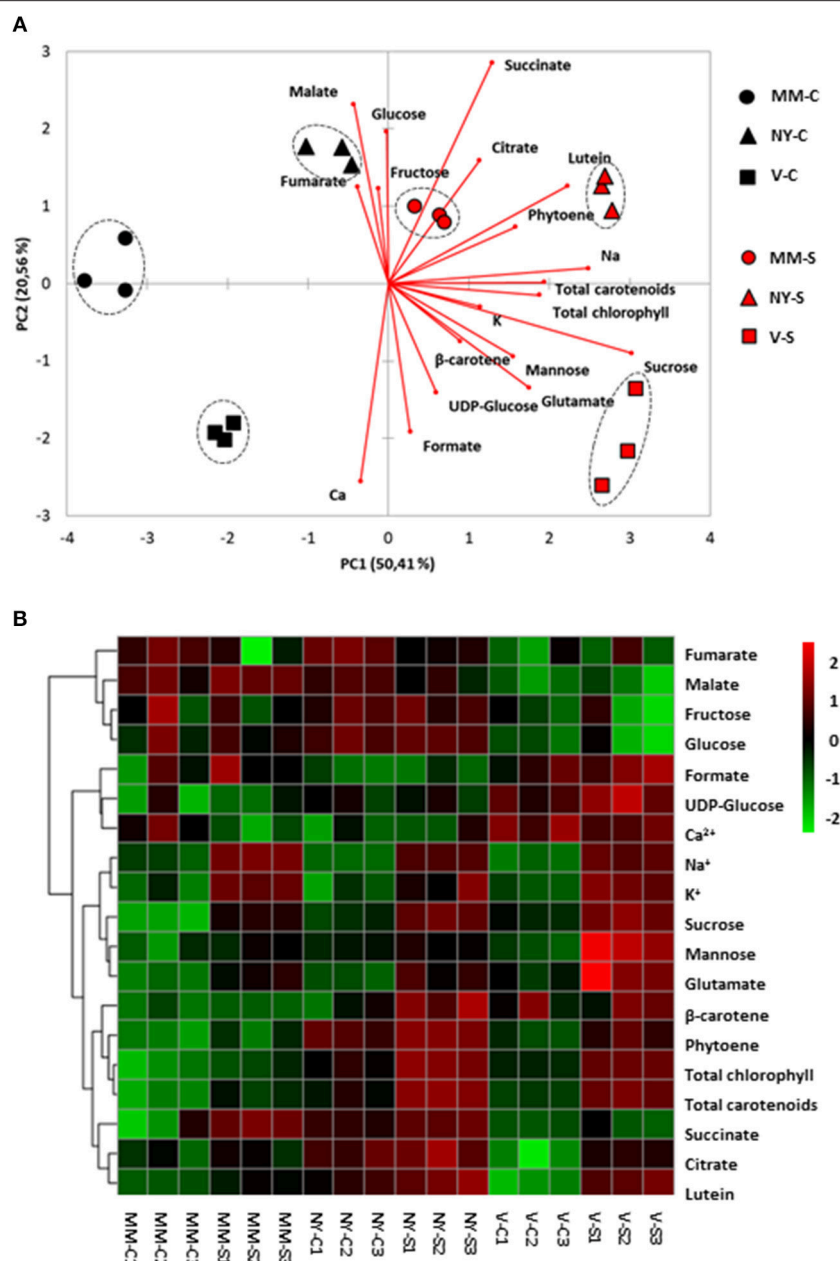 A
3
2
1
0
-1
-2
-3
-4
-3
-2
-1
0
1
2
3
4
PC2 (20,56%)
PC1 (50,41%)
Succinate
Malate
Glucose
Citrate
Lutein
Fumarate
Fructose
Phytoene
Na
Total carotenoids
Total chlorophyll
K
β-carotene
Mannose
Sucrose
UDP-Glucose
Glutamate
Formate
Ca
MM-C
NY-C
V-C
MM-S
NY-S
V-S
B
Fumarate
Malate
Fructose
Glucose
Formate
UDP-Glucose
Ca²⁺
Na⁺
K⁺
Sucrose
Mannose
Glutamate
β-carotene
Phytoene
Total chlorophyll
Total carotenoids
Succinate
Citrate
Lutein
2
1
0
-1
-2
NY-C1
NY-C2
NY-C3
NY-S1
NY-S2
NY-S3
V-C1
V-C2
V-C3
V-S1
V-S2
V-S3